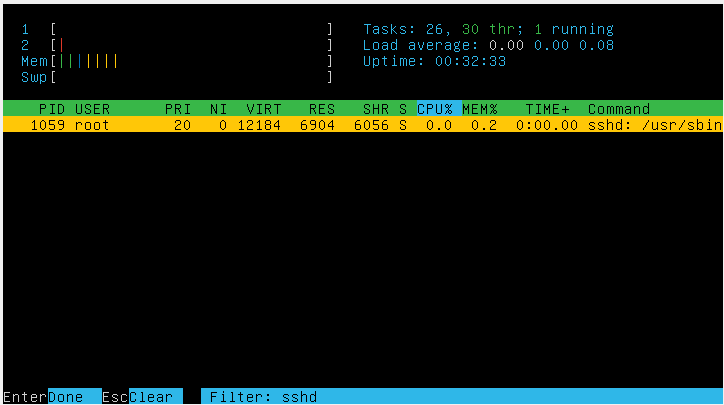 1 [ ] Tasks: 26, 30 thr; 1 running
2 [| ] Load average: 0.00 0.00 0.08
Mem[||||||| ] Uptime: 00:32:33
Swp[ ]
PID USER PRI NI VIRT RES SHR S CPU% MEM% TIME+ Command
1059 root 20 0 12184 6904 6056 S 0.0 0.2 0:00.00 sshd: /usr/sbin
EnterDone EscClear Filter: sshd